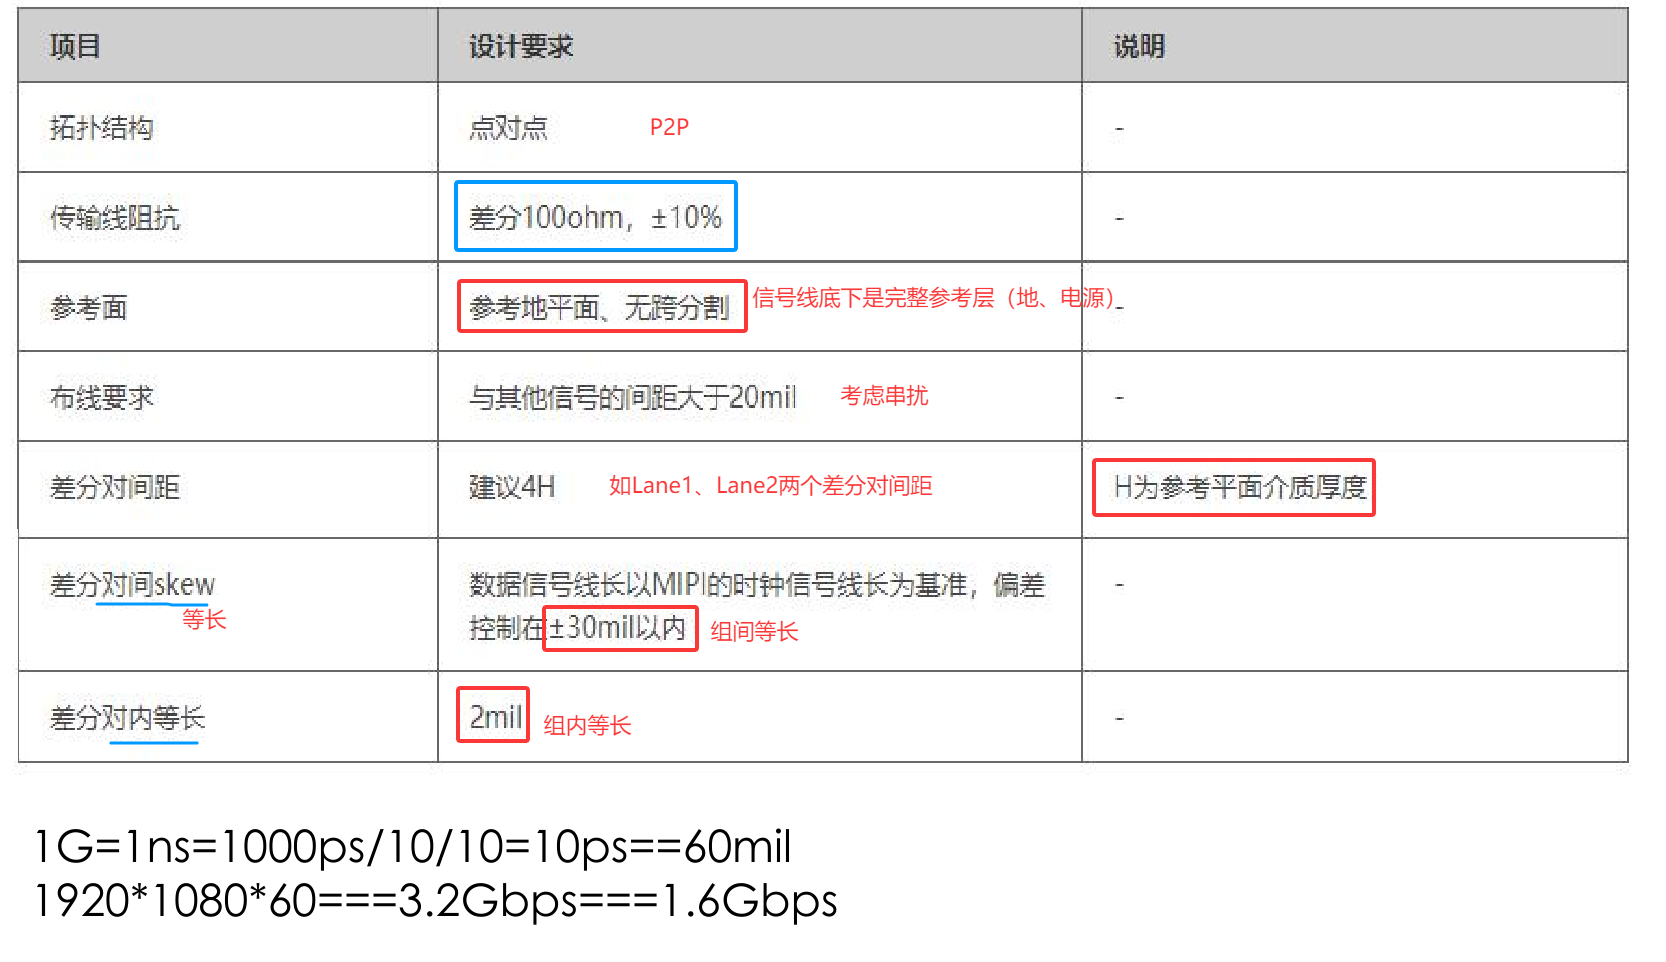 项目 设计要求 说明
拓扑结构 点对点 P2P -
传输线阻抗 差分100ohm，±10% -
参考面 参考地平面、无跨分割 信号线底下是完整参考层（地、电源） -
布线要求 与其他信号的间距大于20mil 考虑串扰 -
差分对间距 建议4H 如Lane1、Lane2两个差分对间距 H为参考平面介质厚度
差分对间skew 数据信号线长以MIPI的时钟信号线长为基准，偏差 -
等长 控制在±30mil以内 组间等长
差分对内等长 2mil 组内等长 -
1G=1ns=1000ps/10/10=10ps==60mil
1920*1080*60===3.2Gbps===1.6Gbps